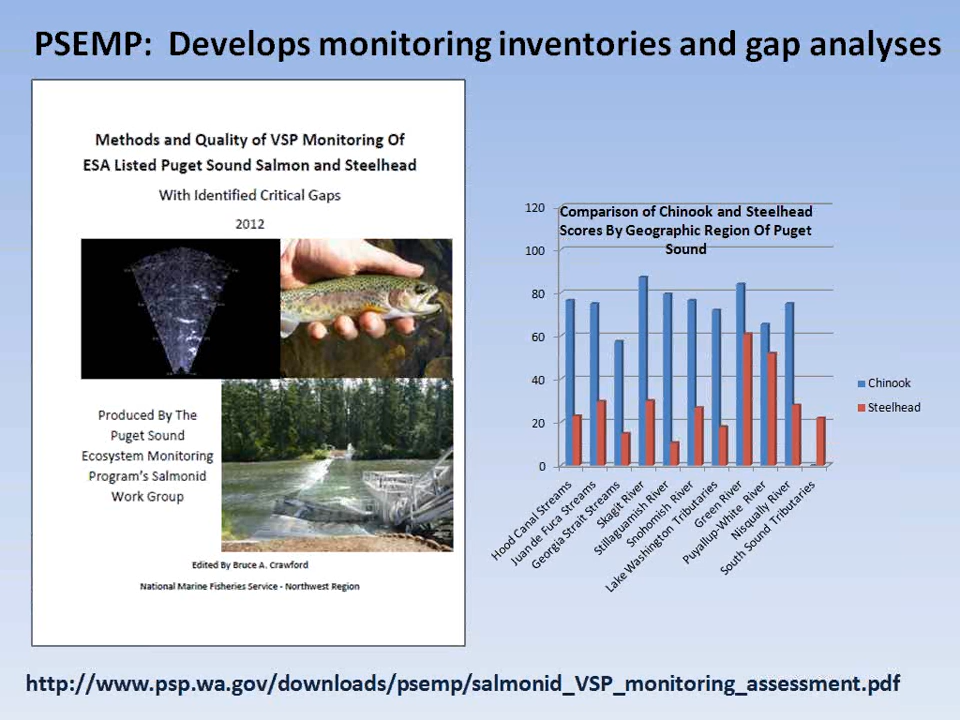 PSEMP: Develops monitoring inventories and gap analyses
Methods and Quality of VSP Monitoring Of
ESA Listed Puget Sound Salmon and Steelhead
With Identified Critical Gaps
2012
Produced By The
Puget Sound
Ecosystem Monitoring
Program's Salmonid
Work Group
Edited By Bruce A. Crawford
National Marine Fisheries Service - Northwest Region
Comparison of Chinook and Steelhead
Scores By Geographic Region Of Puget
Sound
120
100
80
60
40
20
0
Hood Canal Streams
Juan de Fuca Streams
Georgia Strait Streams
Skagit River
Stillaguamish River
Snohomish River
Lake Washington Tributaries
Green River
Puyallup-White River
Nisqually River
South Sound Tributaries
Chinook
Steelhead
http://www.psp.wa.gov/downloads/psemp/salmonid_VSP_monitoring_assessment.pdf